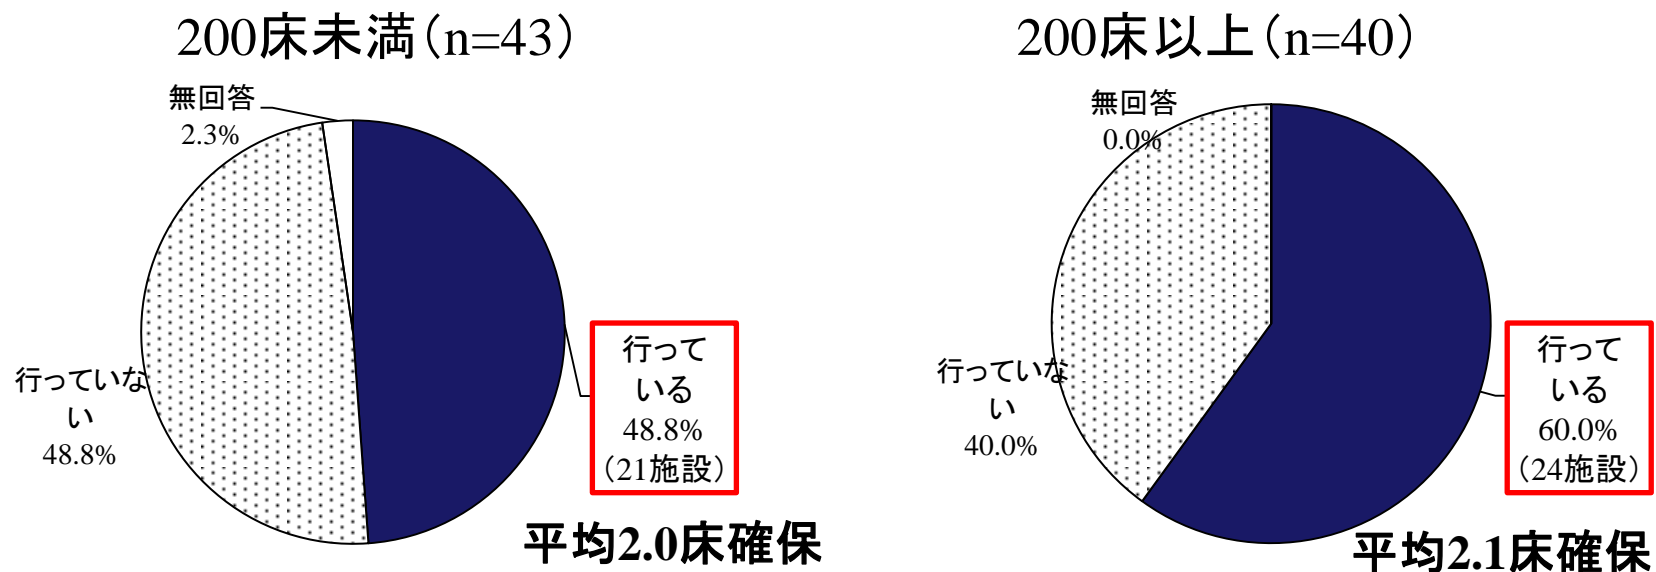 200床未満（n=43）
無回答
2.3%
行っていな
い
48.8%
行って
いる
48.8%
（21施設）
平均2.0床確保
200床以上（n=40）
無回答
0.0%
行っていな
い
40.0%
行って
いる
60.0%
（24施設）
平均2.1床確保